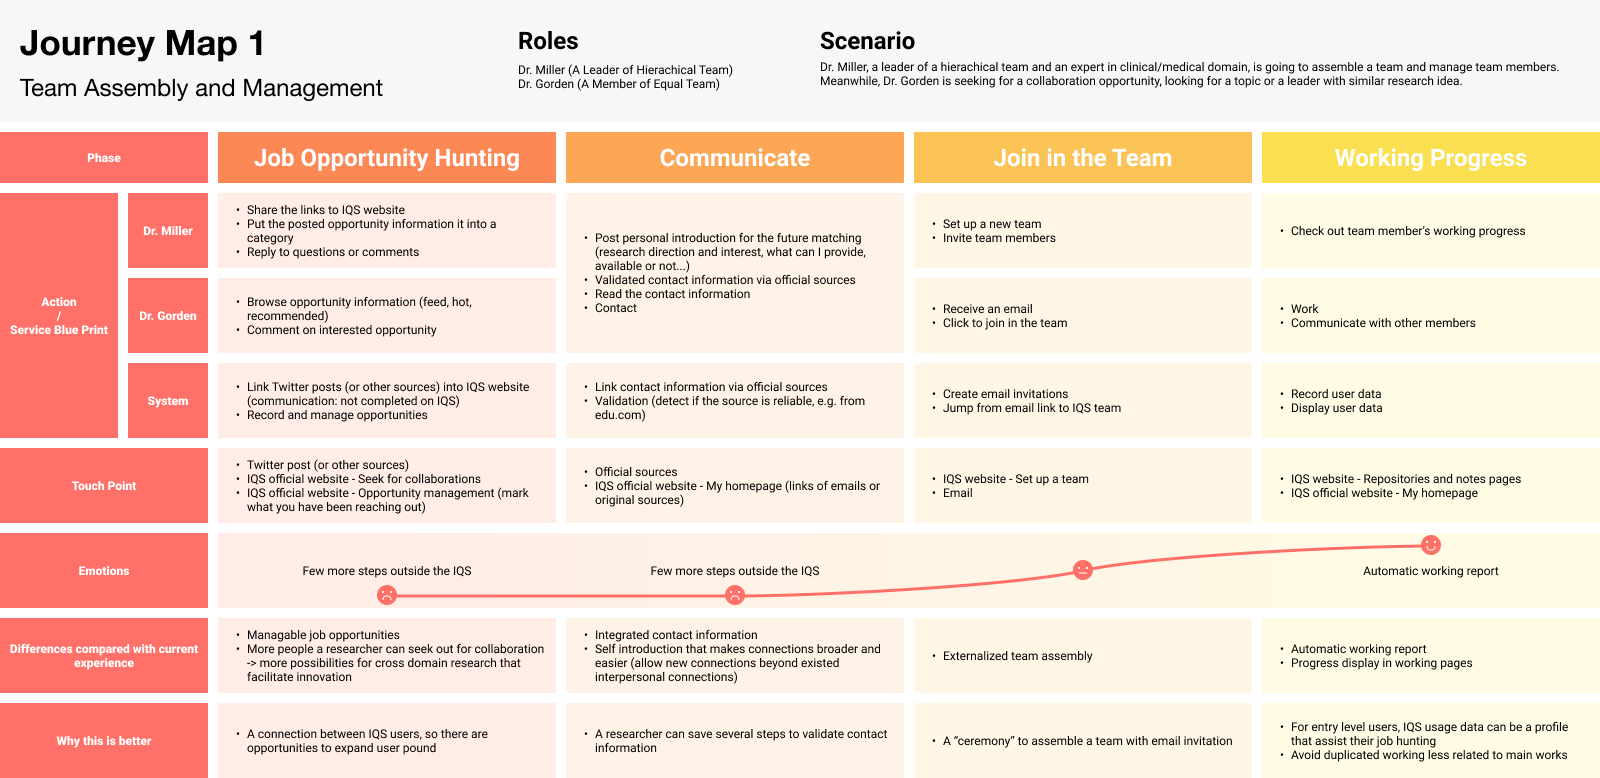 Journey Map 1
Team Assembly and Management
Roles
Dr. Miller (A Leader of Hierachical Team)
Dr. Gorden (A Member of Equal Team)
Scenario
Dr. Miller, a leader of a hierachical team and an expert in clinical/medical domain, is going to assemble a team and manage team members.
Meanwhile, Dr. Gorden is seeking for a collaboration opportunity, looking for a topic or a leader with similar research idea.
Phase
Job Opportunity Hunting
Communicate
Join in the Team
Working Progress
Action
/
Service Blue Print
Dr. Miller
• Share the links to IQS website
• Put the posted opportunity information it into a
category
• Reply to questions or comments
• Post personal introduction for the future matching
(research direction and interest, what can I provide,
available or not...)
• Validated contact information via official sources
• Read the contact information
• Contact
• Set up a new team
• Invite team members
• Check out team member's working progress
Dr. Gorden
• Browse opportunity information (feed, hot,
recommended)
• Comment on interested opportunity
• Receive an email
• Click to join in the team
• Work
• Communicate with other members
System
• Link Twitter posts (or other sources) into IQS website
(communication: not completed on IQS)
• Record and manage opportunities
• Link contact information via official sources
• Validation (detect if the source is reliable, e.g. from
edu.com)
• Create email invitations
• Jump from email link to IQS team
• Record user data
• Display user data
Touch Point
• Twitter post (or other sources)
• IQS official website - Seek for collaborations
• IQS official website - Opportunity management (mark
what you have been reaching out)
• Official sources
• IQS official website - My homepage (links of emails or
original sources)
• IQS website - Set up a team
• Email
• IQS website - Repositories and notes pages
• IQS official website - My homepage
Emotions
Few more steps outside the IQS
Few more steps outside the IQS
Automatic working report
Differences compared with current
experience
• Managable job opportunities
• More people a researcher can seek out for collaboration
-> more possibilities for cross domain research that
facilitate innovation
• Integrated contact information
• Self introduction that makes connections broader and
easier (allow new connections beyond existed
interpersonal connections)
• Externalized team assembly
• Automatic working report
• Progress display in working pages
Why this is better
• A connection between IQS users, so there are
opportunities to expand user pound
• A researcher can save several steps to validate contact
information
• A “ceremony” to assemble a team with email invitation
• For entry level users, IQS usage data can be a profile
that assist their job hunting
• Avoid duplicated working less related to main works